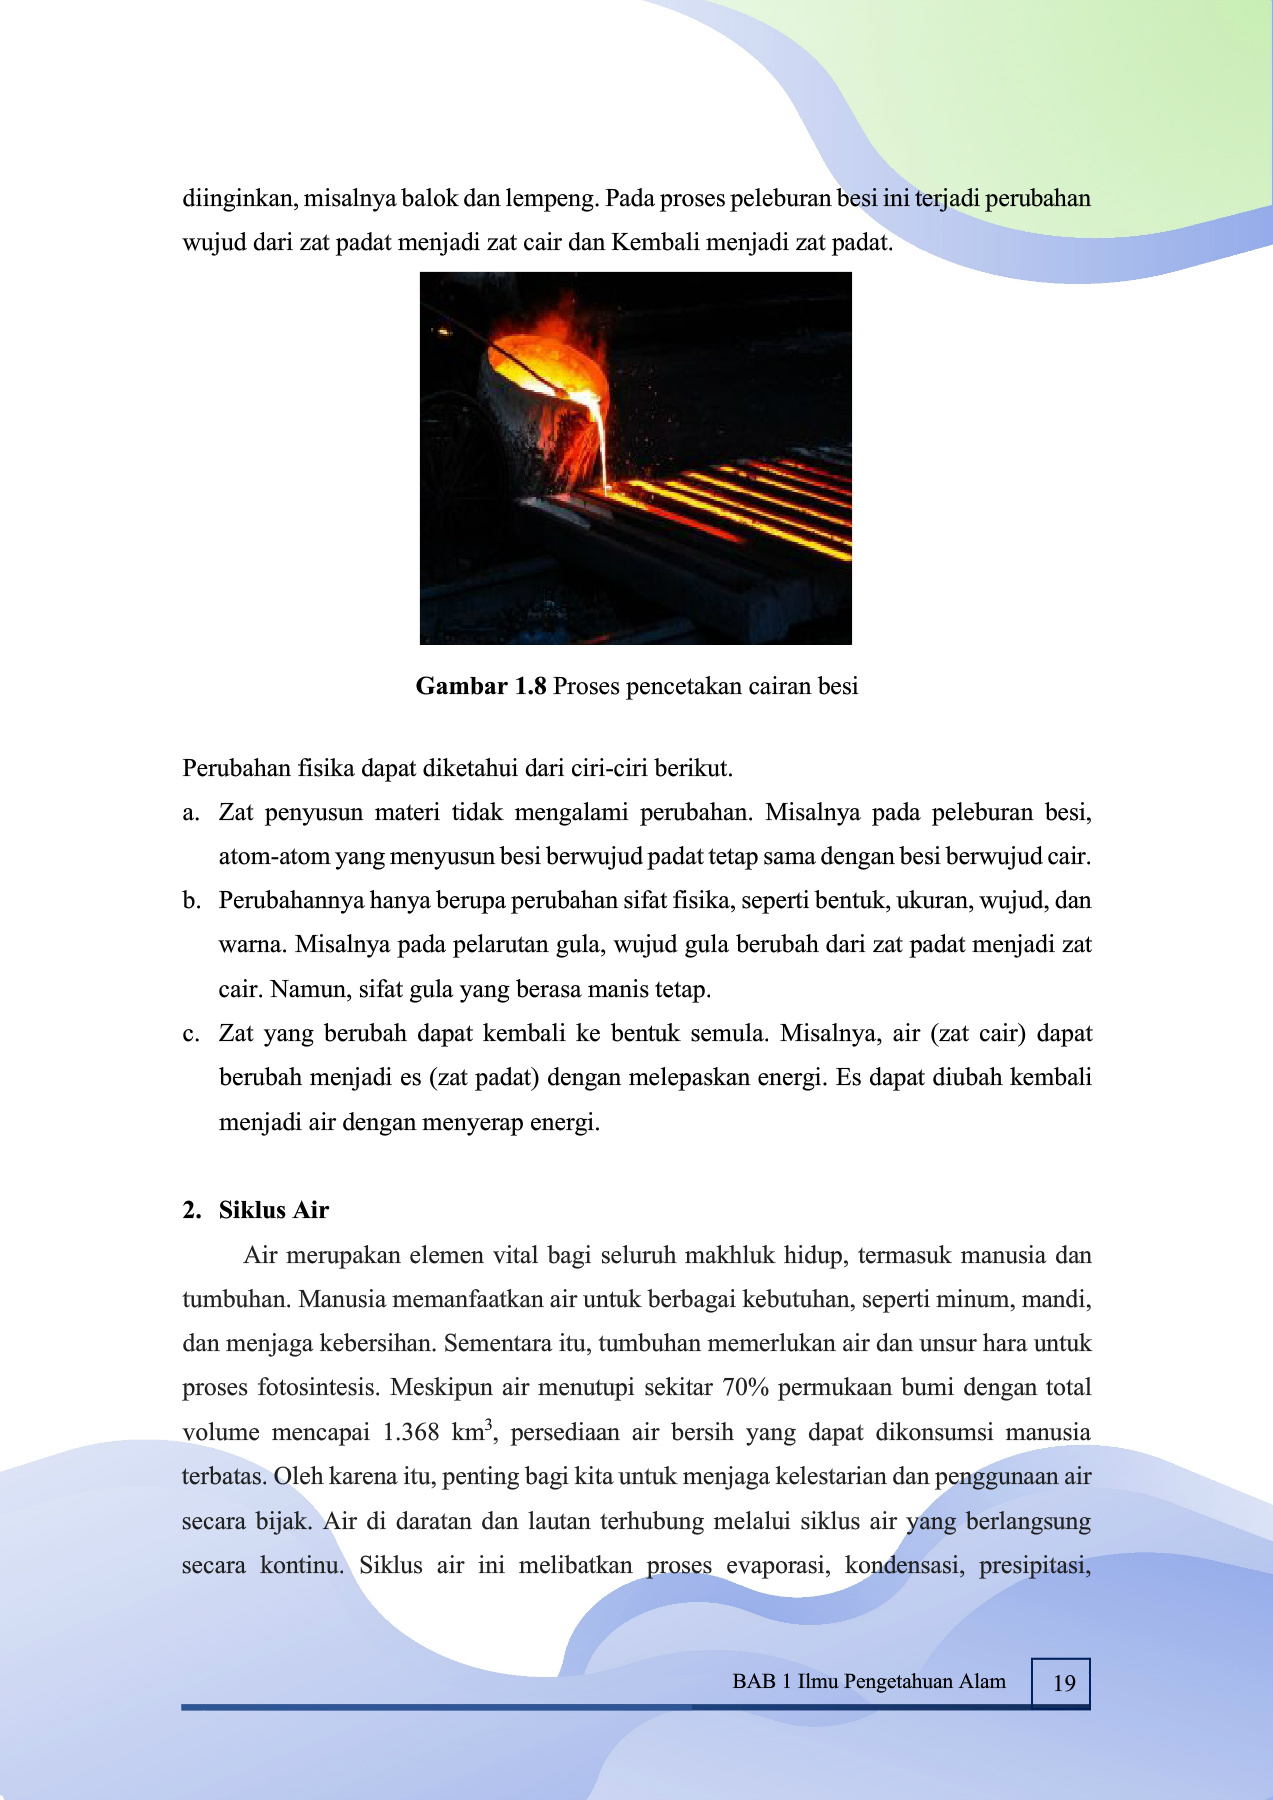 diinginkan, misalnya balok dan lempeng. Pada proses peleburan besi ini terjadi perubahan
wujud dari zat padat menjadi zat cair dan Kembali menjadi zat padat.
Gambar 1.8 Proses pencetakan cairan besi
Perubahan fisika dapat diketahui dari ciri-ciri berikut.
a. Zat penyusun materi tidak mengalami perubahan. Misalnya pada peleburan besi,
atom-atom yang menyusun besi berwujud padat tetap sama dengan besi berwujud cair.
b. Perubahannya hanya berupa perubahan sifat fisika, seperti bentuk, ukuran, wujud, dan
warna. Misalnya pada pelarutan gula, wujud gula berubah dari zat padat menjadi zat
cair. Namun, sifat gula yang berasa manis tetap.
c. Zat yang berubah dapat kembali ke bentuk semula. Misalnya, air (zat cair) dapat
berubah menjadi es (zat padat) dengan melepaskan energi. Es dapat diubah kembali
menjadi air dengan menyerap energi.
2. Siklus Air
Air merupakan elemen vital bagi seluruh makhluk hidup, termasuk manusia dan
tumbuhan. Manusia memanfaatkan air untuk berbagai kebutuhan, seperti minum, mandi,
dan menjaga kebersihan. Sementara itu, tumbuhan memerlukan air dan unsur hara untuk
proses fotosintesis. Meskipun air menutupi sekitar 70% permukaan bumi dengan total
volume mencapai 1.368 km³, persediaan air bersih yang dapat dikonsumsi manusia
terbatas. Oleh karena itu, penting bagi kita untuk menjaga kelestarian dan penggunaan air
secara bijak. Air di daratan dan lautan terhubung melalui siklus air yang berlangsung
secara kontinu. Siklus air ini melibatkan proses evaporasi, kondensasi, presipitasi,
BAB 1 Ilmu Pengetahuan Alam 19